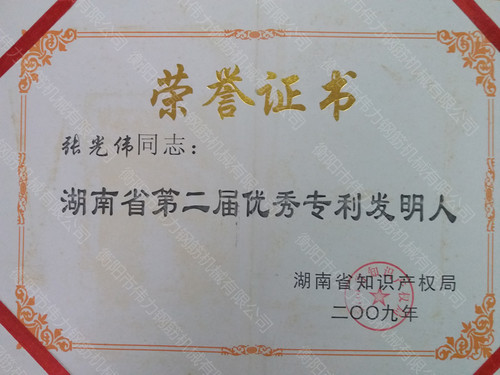 荣誉证书
张光伟同志：
湖南省第二届优秀专利发明人
湖南省知识产权局
二〇〇九年